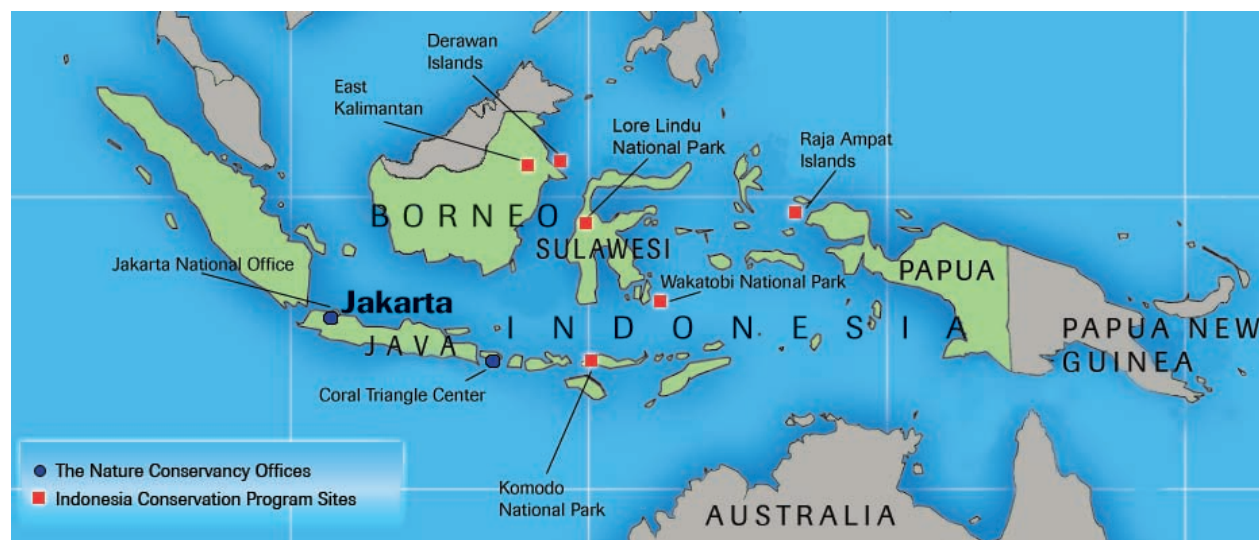 Derawan
Islands
East
Kalimantan
Lore Lindu
National Park
Raja Ampat
Islands
BORNEO
SULAWESI
Jakarta National Office
PAPUA
Wakatobi National Park
Jakarta
INDONESIA
JAVA
PAPUA NEW
GUINEA
Coral Triangle Center
The Nature Conservancy Offices
Indonesia Conservation Program Sites
Komodo
National Park
AUSTRALIA